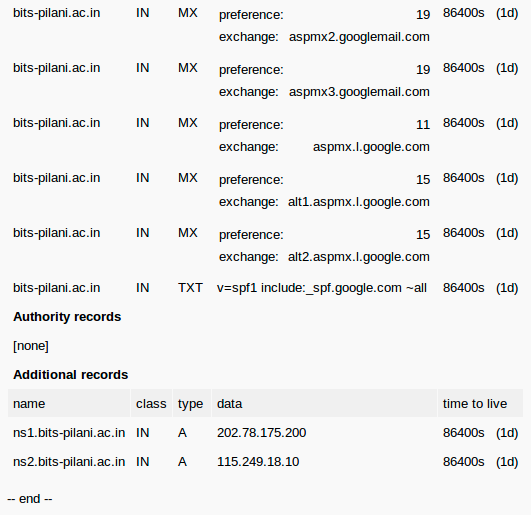 bits-pilani.ac.in IN MX preference: 19 86400s (1d)
exchange: aspmx2.googlemail.com
bits-pilani.ac.in IN MX preference: 19 86400s (1d)
exchange: aspmx3.googlemail.com
bits-pilani.ac.in IN MX preference: 11 86400s (1d)
exchange: aspmx.l.google.com
bits-pilani.ac.in IN MX preference: 15 86400s (1d)
exchange: alt1.aspmx.l.google.com
bits-pilani.ac.in IN MX preference: 15 86400s (1d)
exchange: alt2.aspmx.l.google.com
bits-pilani.ac.in IN TXT v=spf1 include:_spf.google.com ~all 86400s (1d)
Authority records
[none]
Additional records
name class type data time to live
ns1.bits-pilani.ac.in IN A 202.78.175.200 86400s (1d)
ns2.bits-pilani.ac.in IN A 115.249.18.10 86400s (1d)
-- end --